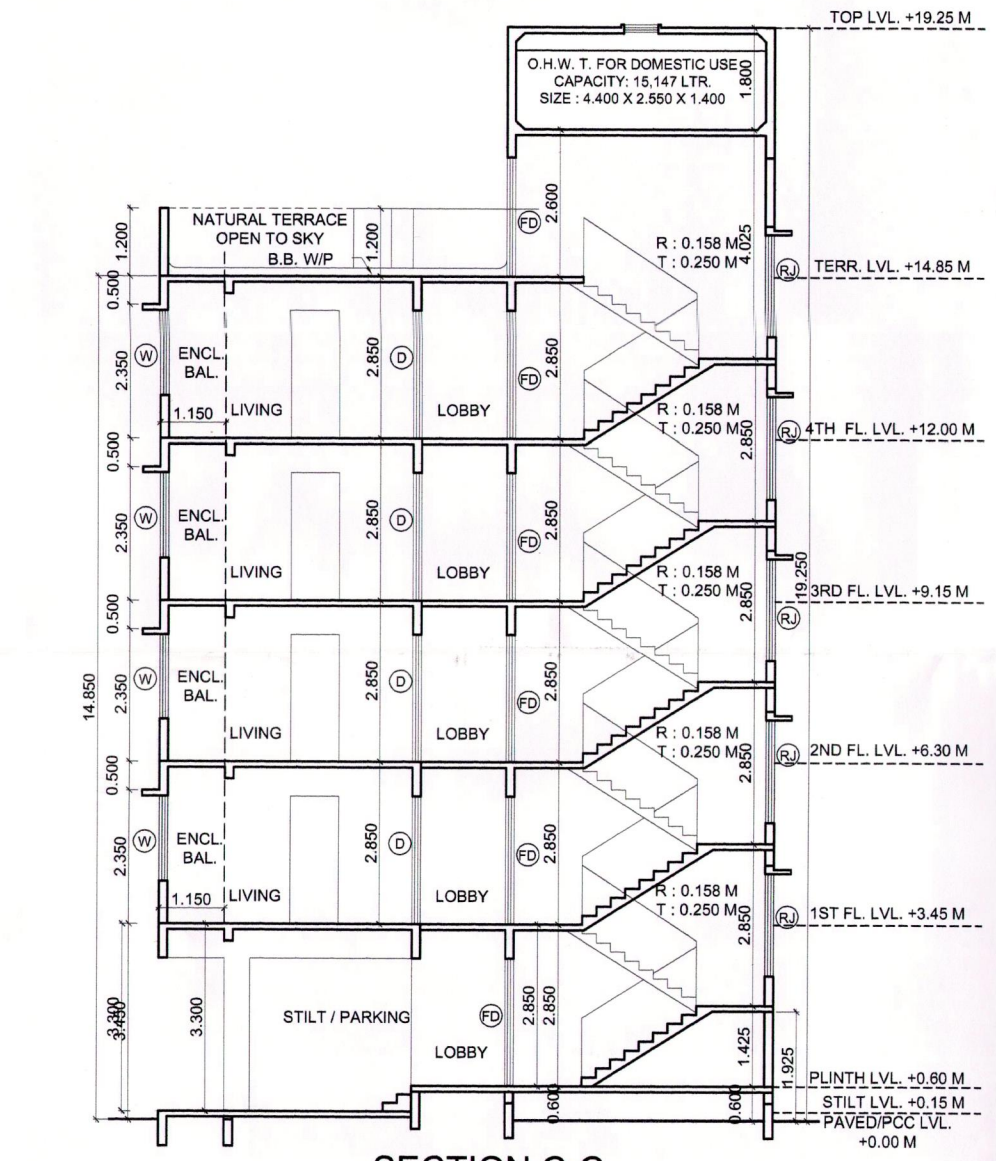 TOP LVL. +19.25 M
O.H.W. T. FOR DOMESTIC USE
CAPACITY: 15,147 LTR.
SIZE : 4.400 X 2.550 X 1.400
1.800
1.200
NATURAL TERRACE
OPEN TO SKY
B.B. W/P
1.200
FD
2.600
R : 0.158 M
T : 0.250 M
4.025
RJ
TERR. LVL. +14.85 M
0.500
2.350
W
ENCL.
BAL.
1.150
LIVING
2.850
D
LOBBY
FD
2.850
R : 0.158 M
T : 0.250 M
2.850
RJ
4TH FL. LVL. +12.00 M
0.500
2.350
W
ENCL.
BAL.
LIVING
2.850
D
LOBBY
FD
2.850
R : 0.158 M
T : 0.250 M
2.850
19.250
3RD FL. LVL. +9.15 M
RJ
0.500
14.850
2.350
W
ENCL.
BAL.
LIVING
2.850
D
LOBBY
FD
2.850
R : 0.158 M
T : 0.250 M
2.850
RJ
2ND FL. LVL. +6.30 M
0.500
2.350
W
ENCL.
BAL.
1.150
LIVING
2.850
D
LOBBY
FD
2.850
R : 0.158 M
T : 0.250 M
2.850
RJ
1ST FL. LVL. +3.45 M
3.300
3.450
3.300
STILT / PARKING
FD
LOBBY
2.850
2.850
1.425
1.925
0.600
0.600
PLINTH LVL. +0.60 M
STILT LVL. +0.15 M
PAVED/PCC LVL.
+0.00 M